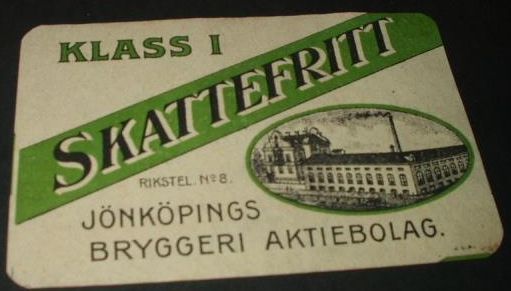 KLASS I
SKATTEFRITT
RIKSTEL. Nº 8.
JÖNKÖPINGS
BRYGGERI AKTIEBOLAG.